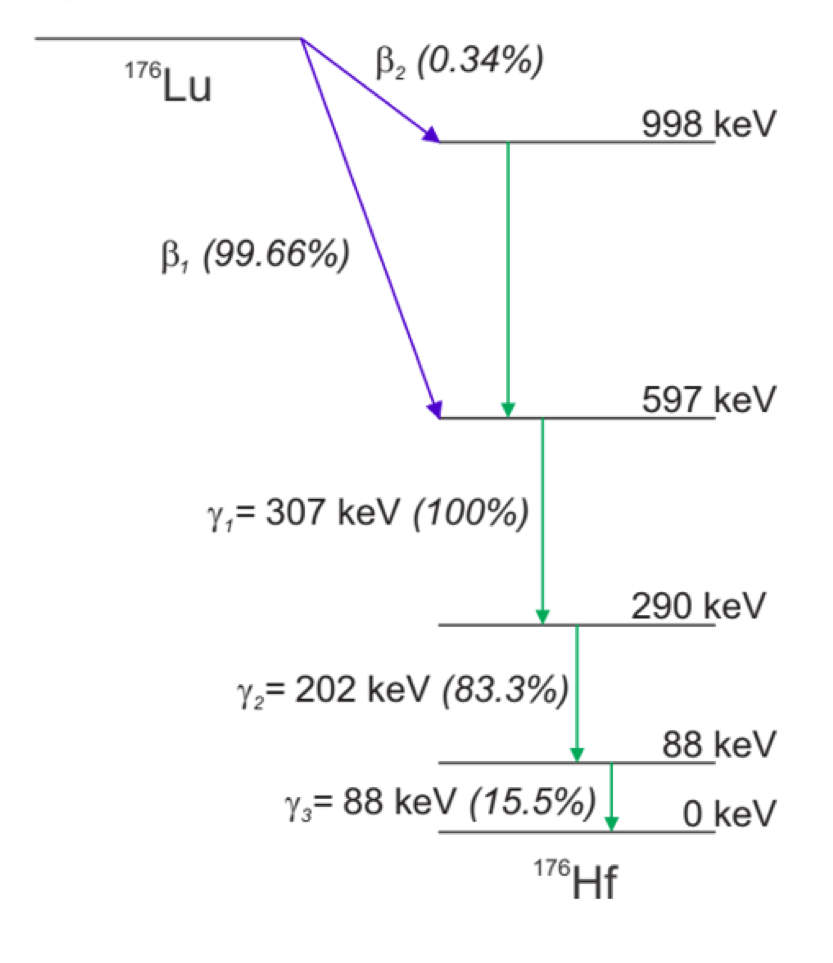 β₂ (0.34%)
¹⁷⁶Lu
998 keV
β₁ (99.66%)
597 keV
γ₁= 307 keV (100%)
290 keV
γ₂= 202 keV (83.3%)
88 keV
γ₃= 88 keV (15.5%)
0 keV
¹⁷⁶Hf